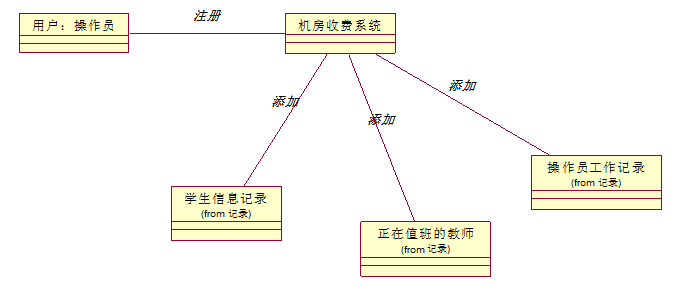 注册
用户：操作员
机房收费系统
添加
添加
添加
操作员工作记录
(from 记录)
学生信息记录
(from 记录)
正在值班的教师
(from 记录)